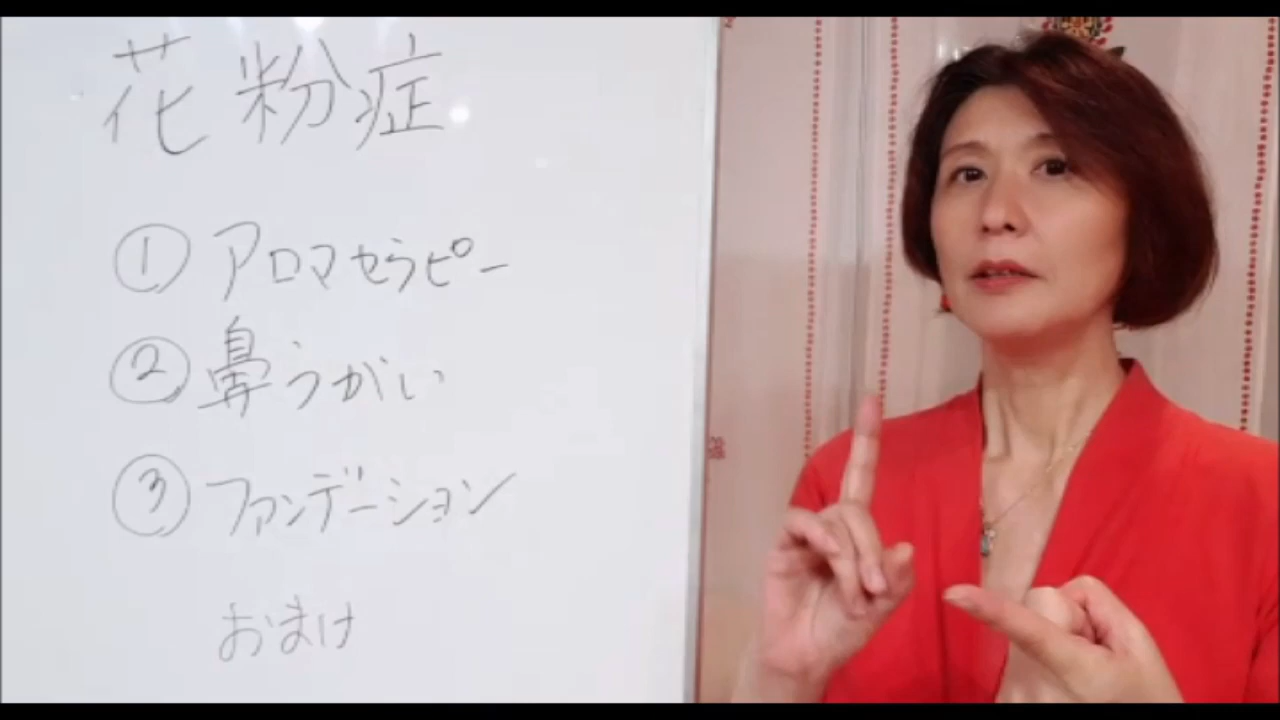 花粉症
① アロマセラピー
② 鼻うがい
③ ファンデーション
おまけ